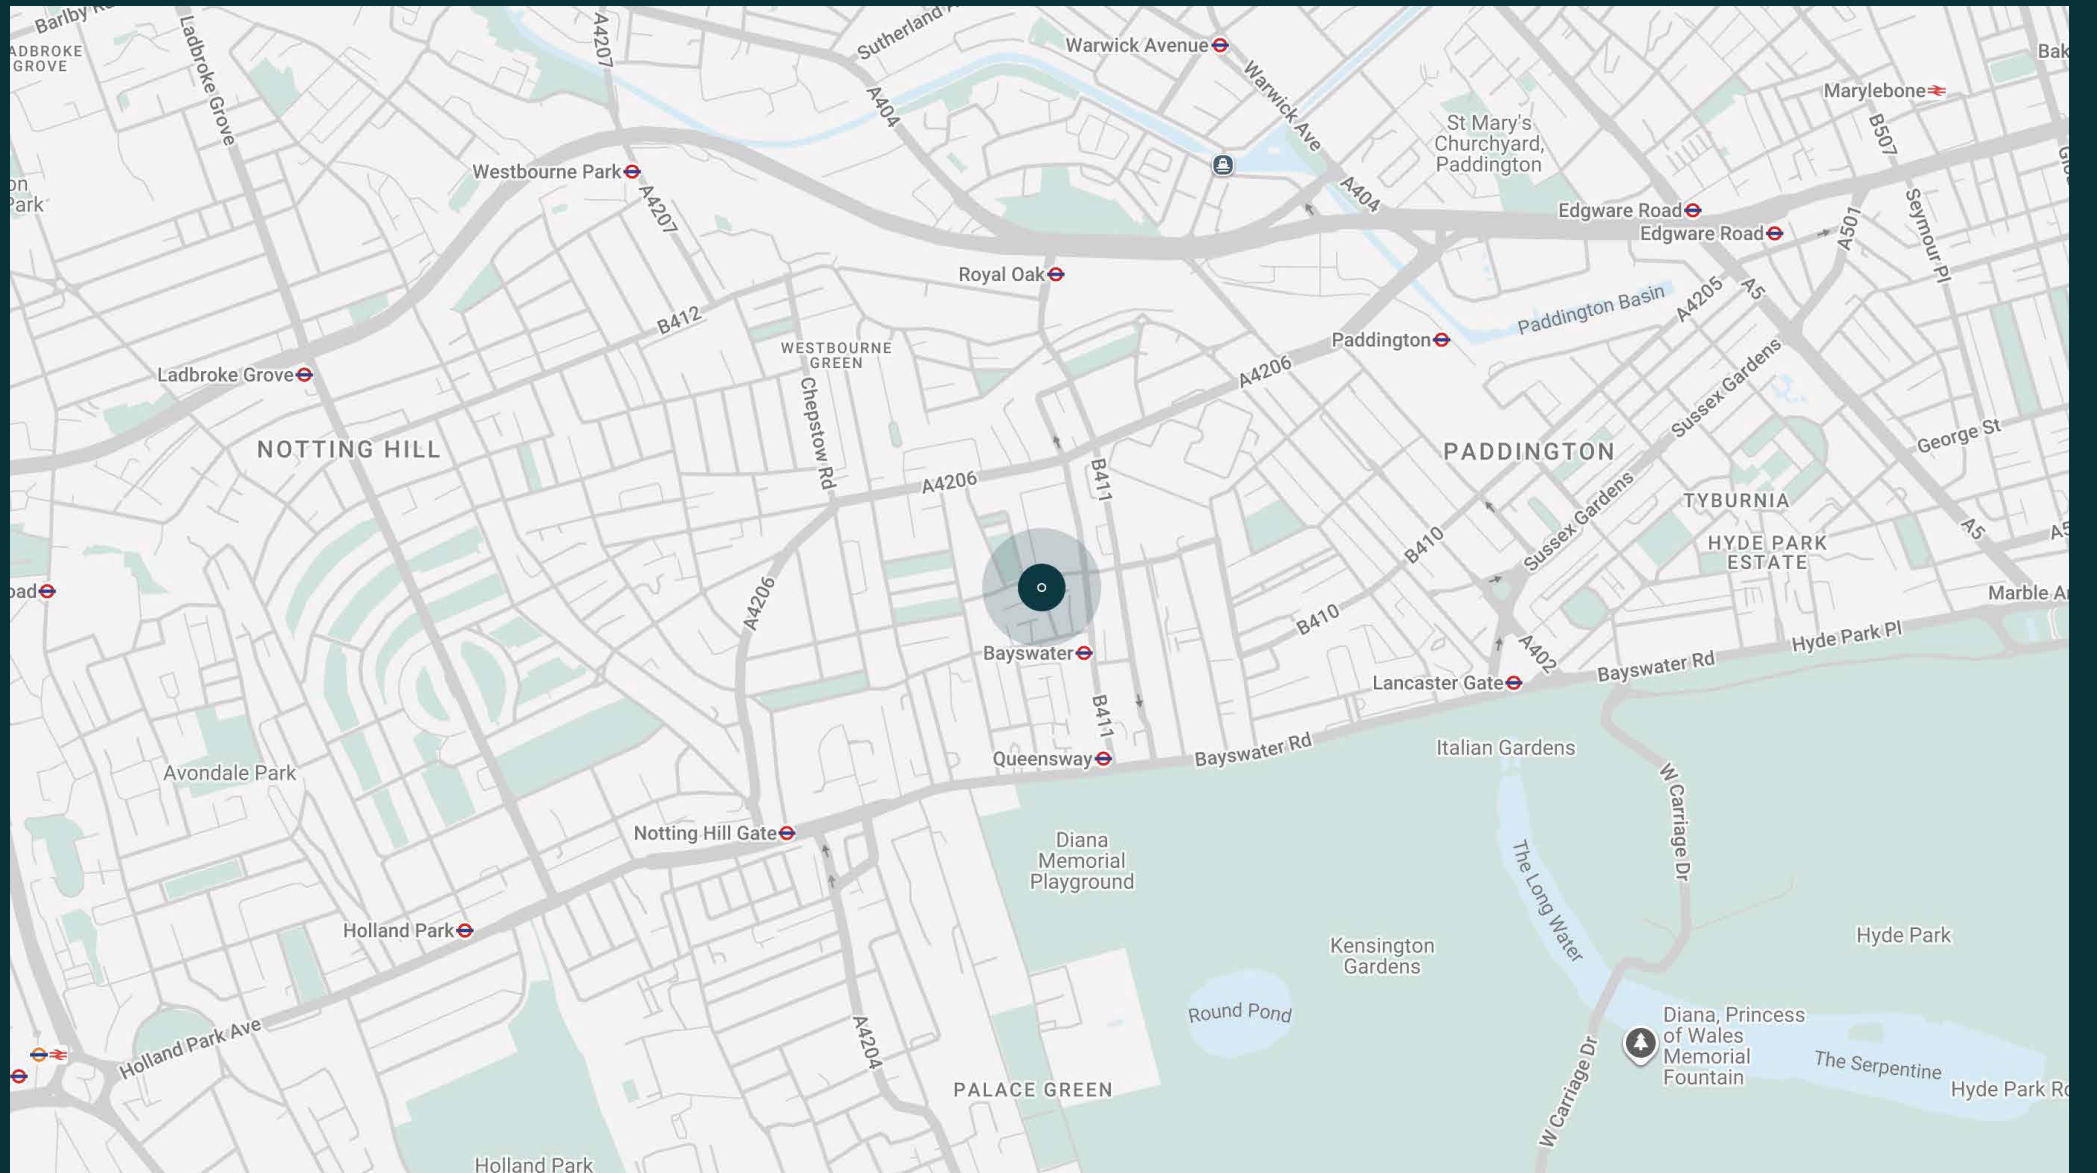 Barlby R
ADBROKE
GROVE
Ladbroke Grove
A4207
Sutherland A
Warwick Avenue
Warwick Ave
Bak
Marylebone
B507
A404
St Mary's
Churchyard,
Paddington
on
Park
Westbourne Park
A4207
A404
Edgware Road
Edgware Road
A501
Seymour Pl
Royal Oak
B412
Paddington Basin
A4205
A5
WESTBOURNE
GREEN
Paddington
A4206
Ladbroke Grove
Chepstow Rd
Sussex Gardens
NOTTING HILL
PADDINGTON
George St
A4206
B411
TYBURNIA
Sussex Gardens
HYDE PARK
ESTATE
A5
A5
B410
oad
A4206
B410
Marble Ar
Hyde Park Pl
Bayswater
A402
Bayswater Rd
Lancaster Gate
B411
Queensway
Bayswater Rd
Italian Gardens
Avondale Park
W Carriage Dr
Notting Hill Gate
Diana
Memorial
Playground
The Long Water
Holland Park
Kensington
Gardens
Hyde Park
Round Pond
Holland Park Ave
A4204
Diana, Princess
of Wales
Memorial
Fountain
The Serpentine
W Carriage Dr
PALACE GREEN
Hyde Park Ro
Holland Park